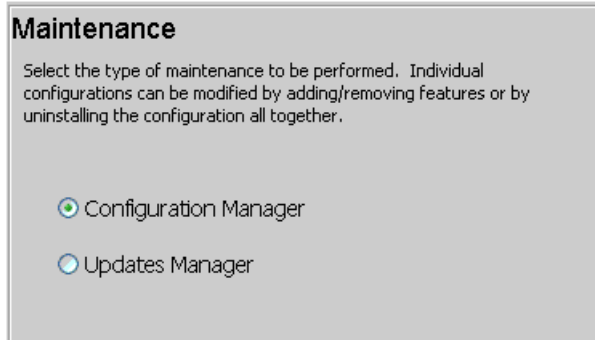 Maintenance
Select the type of maintenance to be performed.  Individual
configurations can be modified by adding/removing features or by
uninstalling the configuration all together.
Configuration Manager
Updates Manager